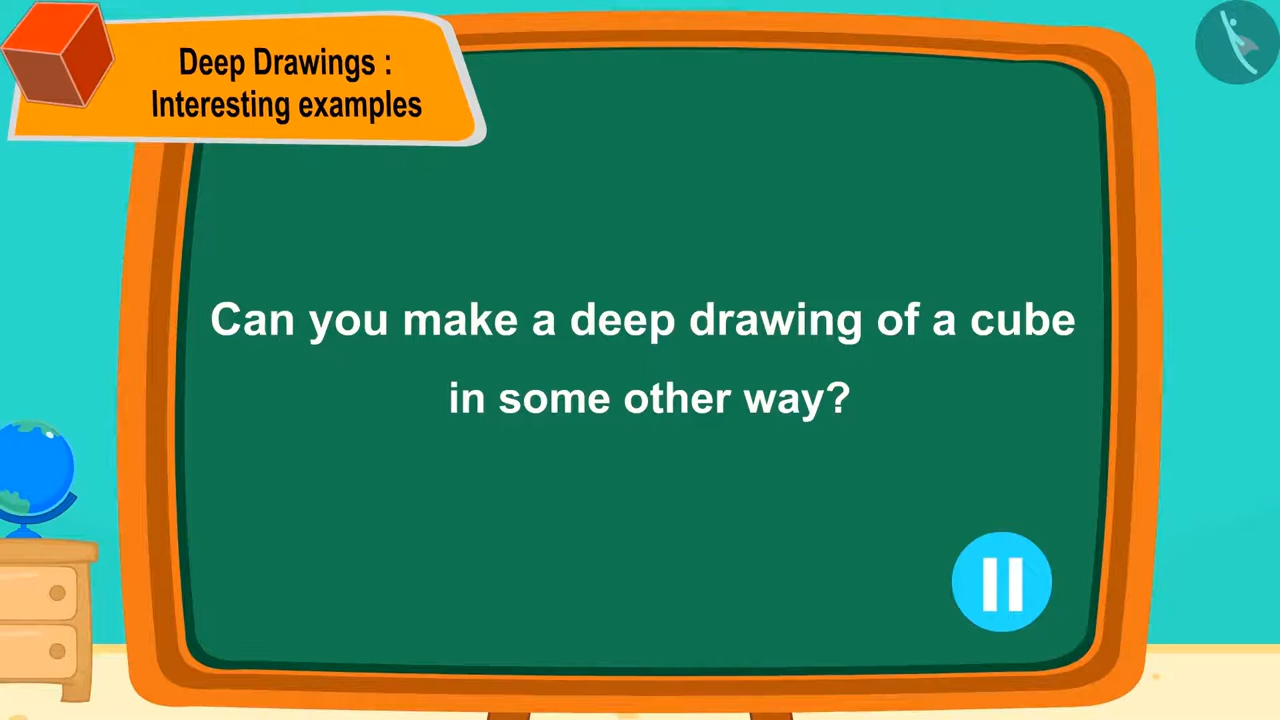 Deep Drawings :
Interesting examples
Can you make a deep drawing of a cube
in some other way?